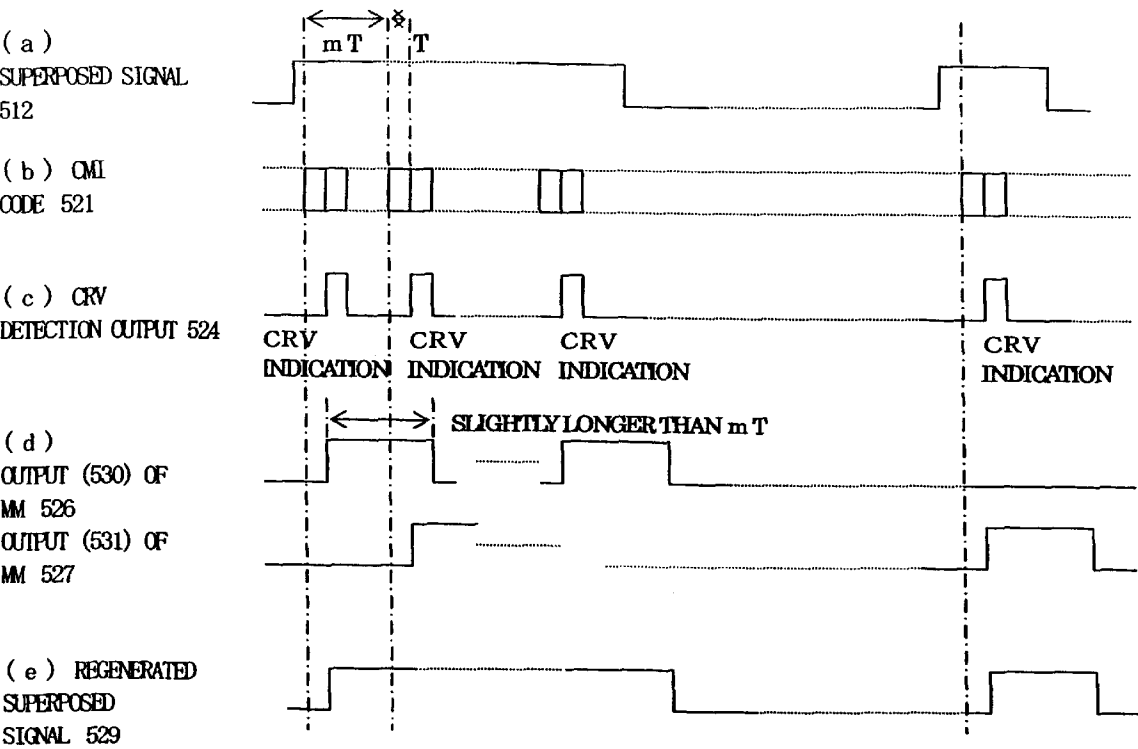 (a)
SUPERPOSED SIGNAL
512
mT
T
(b) CMI
CODE 521
(c) CRV
DETECTION OUTPUT 524
CRV
INDICATION
CRV
INDICATION
CRV
INDICATION
CRV
INDICATION
(d)
OUTPUT (530) OF
MM 526
SLIGHTLY LONGER THAN mT
OUTPUT (531) OF
MM 527
(e) REGENERATED
SUPERPOSED
SIGNAL 529